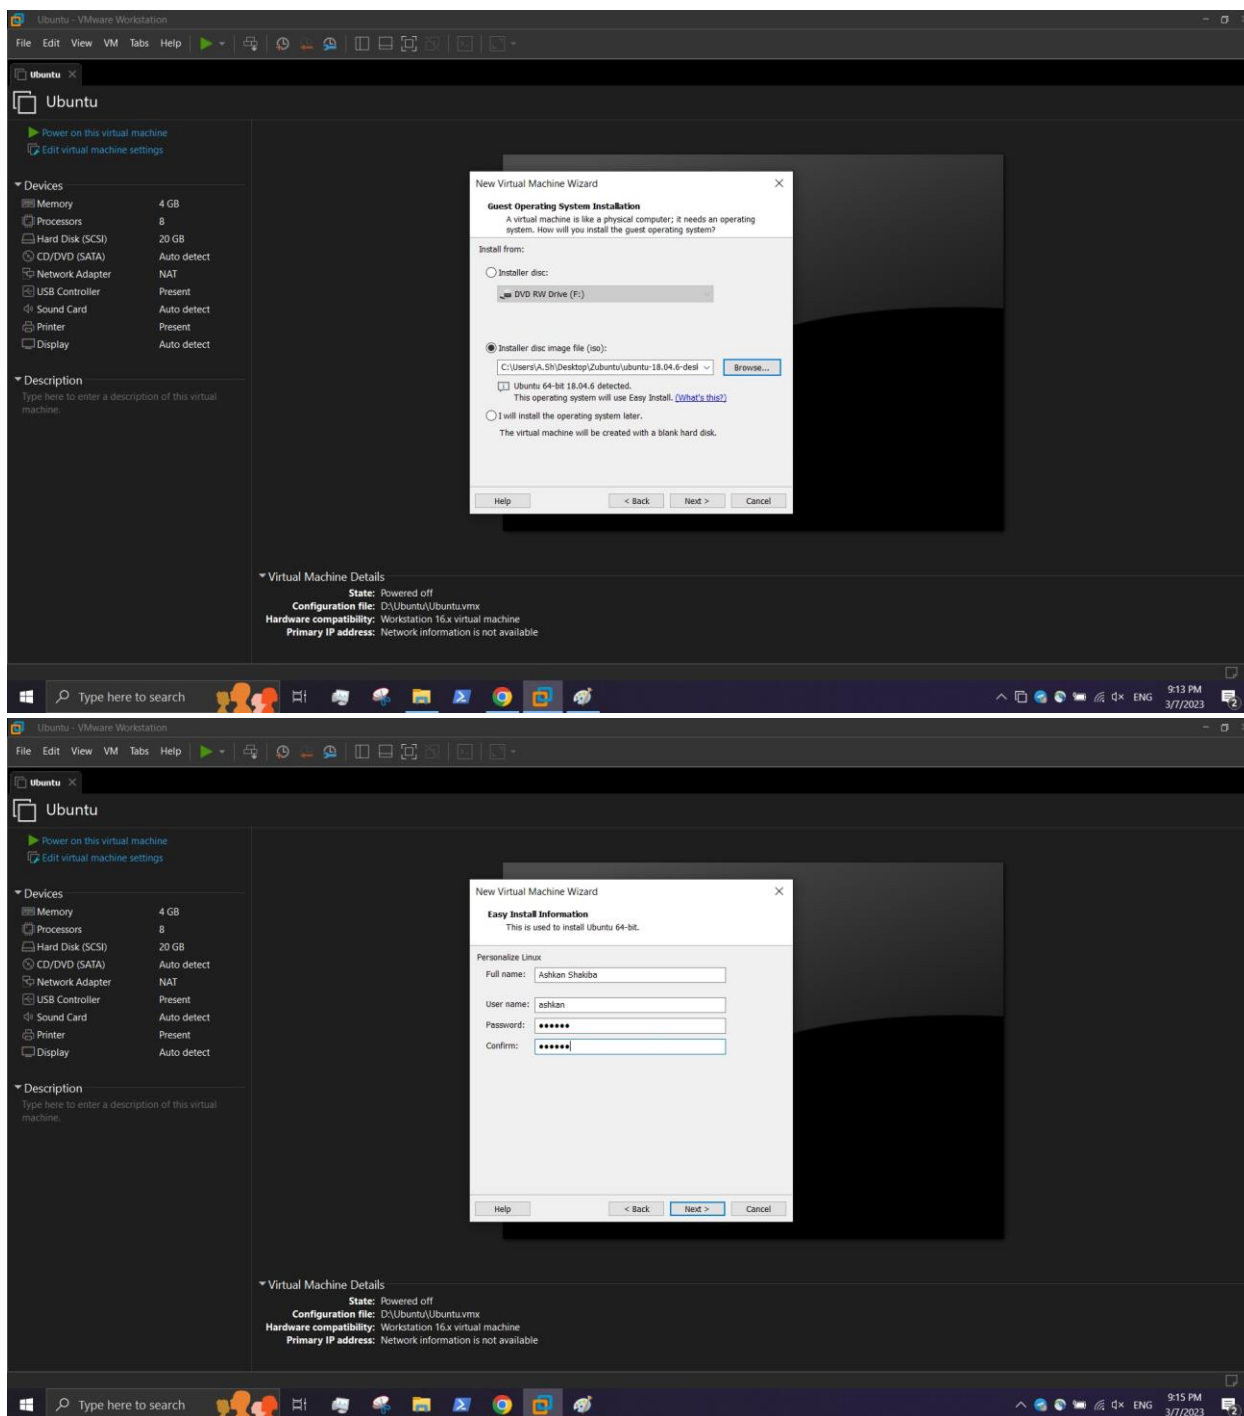 Ubuntu - VMware Workstation
File Edit View VM Tabs Help
Ubuntu
Ubuntu
Power on this virtual machine
Edit virtual machine settings
Devices
Memory 4 GB
Processors 8
Hard Disk (SCSI) 20 GB
CD/DVD (SATA) Auto detect
Network Adapter NAT
USB Controller Present
Sound Card Auto detect
Printer Present
Display Auto detect
Description
Type here to enter a description of this virtual
machine.
New Virtual Machine Wizard
Guest Operating System Installation
A virtual machine is like a physical computer; it needs an operating
system. How will you install the guest operating system?
Install from:
Installer disc:
DVD RW Drive (F:)
Installer disc image file (iso):
C:\Users\A.Sh\Desktop\Zubuntu\ubuntu-18.04.6-desl
Browse...
Ubuntu 64-bit 18.04.6 detected.
This operating system will use Easy Install. (What's this?)
I will install the operating system later.
The virtual machine will be created with a blank hard disk.
Help < Back Next > Cancel
Virtual Machine Details
State: Powered off
Configuration file: D:\Ubuntu\Ubuntu.vmx
Hardware compatibility: Workstation 16.x virtual machine
Primary IP address: Network information is not available
Type here to search
ENG
9:13 PM
3/7/2023
2
Ubuntu - VMware Workstation
File Edit View VM Tabs Help
Ubuntu
Ubuntu
Power on this virtual machine
Edit virtual machine settings
Devices
Memory 4 GB
Processors 8
Hard Disk (SCSI) 20 GB
CD/DVD (SATA) Auto detect
Network Adapter NAT
USB Controller Present
Sound Card Auto detect
Printer Present
Display Auto detect
Description
Type here to enter a description of this virtual
machine.
New Virtual Machine Wizard
Easy Install Information
This is used to install Ubuntu 64-bit.
Personalize Linux
Full name: Ashkan Shakiba
User name: ashkan
Password: ●●●●●●
Confirm: ●●●●●●
Help < Back Next > Cancel
Virtual Machine Details
State: Powered off
Configuration file: D:\Ubuntu\Ubuntu.vmx
Hardware compatibility: Workstation 16.x virtual machine
Primary IP address: Network information is not available
Type here to search
ENG
9:15 PM
3/7/2023
2